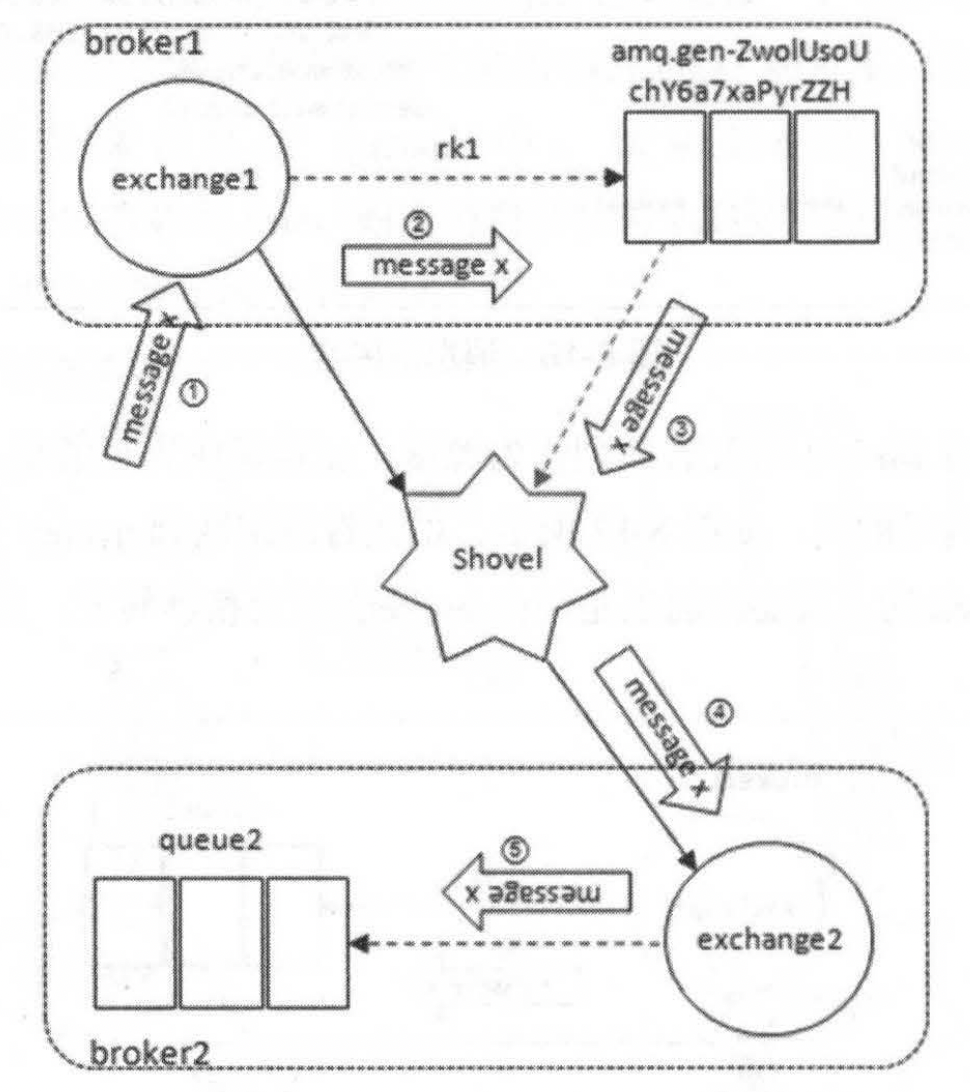 broker1
amq.gen-ZwolUsoU
chY6a7xaPyrZZH
exchange1
rk1
②
message x
message x
①
message x
③
Shovel
message x
④
queue2
⑤
message x
exchange2
broker2